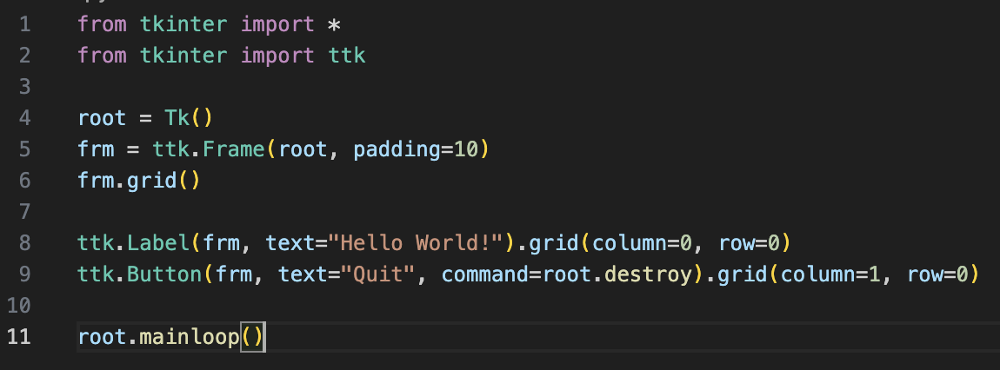 1 from tkinter import *
2 from tkinter import ttk
3
4 root = Tk()
5 frm = ttk.Frame(root, padding=10)
6 frm.grid()
7
8 ttk.Label(frm, text="Hello World!").grid(column=0, row=0)
9 ttk.Button(frm, text="Quit", command=root.destroy).grid(column=1, row=0)
10
11 root.mainloop()